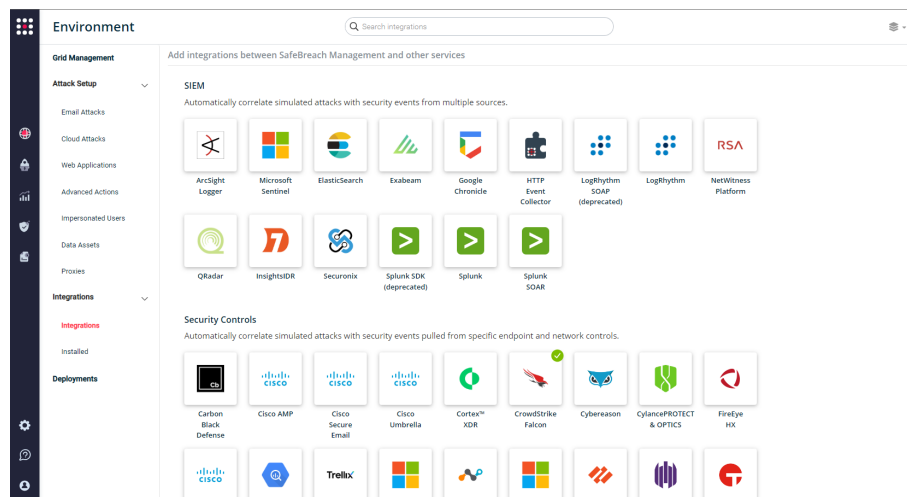 Environment
Search integrations
Grid Management
Attack Setup
Email Attacks
Cloud Attacks
Web Applications
Advanced Actions
Impersonated Users
Data Assets
Proxies
Integrations
Integrations
Installed
Deployments
Add integrations between SafeBreach Management and other services
SIEM
Automatically correlate simulated attacks with security events from multiple sources.
RSA
ArcSight
Logger
Microsoft
Sentinel
ElasticSearch
Exabeam
Google
Chronicle
HTTP
Event
Collector
LogRhythm
SOAP
(deprecated)
LogRhythm
NetWitness
Platform
QRadar
InsightsIDR
Securonix
Splunk SDK
(deprecated)
Splunk
Splunk
SOAR
Security Controls
Automatically correlate simulated attacks with security events pulled from specific endpoint and network controls.
Cb
CISCO
CISCO
CISCO
Carbon
Black
Defense
Cisco AMP
Cisco
Secure
Email
Cisco
Umbrella
Cortex™
XDR
CrowdStrike
Falcon
Cybereason
CylancePROTECT
& OPTICS
FireEye
HX
CISCO
Trellix